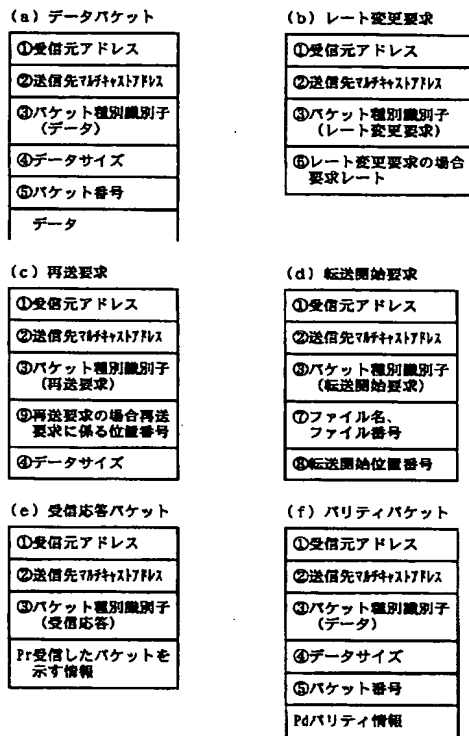 (a) データパケット
①受信元アドレス
②送信先マルチキャストアドレス
③パケット種別識別子
(データ)
④データサイズ
⑤パケット番号
データ
(b) レート変更要求
①受信元アドレス
②送信先マルチキャストアドレス
③パケット種別識別子
(レート変更要求)
⑥レート変更要求の場合
要求レート
(c) 再送要求
①受信元アドレス
②送信先マルチキャストアドレス
③パケット種別識別子
(再送要求)
⑨再送要求の場合再送
要求に係る位置番号
④データサイズ
(d) 転送開始要求
①受信元アドレス
②送信先マルチキャストアドレス
③パケット種別識別子
(転送開始要求)
⑦ファイル名、
ファイル番号
⑧転送開始位置番号
(e) 受信応答パケット
①受信元アドレス
②送信先マルチキャストアドレス
③パケット種別識別子
(受信応答)
Pr受信したパケットを
示す情報
(f) パリティパケット
①受信元アドレス
②送信先マルチキャストアドレス
③パケット種別識別子
(データ)
④データサイズ
⑤パケット番号
Pdパリティ情報